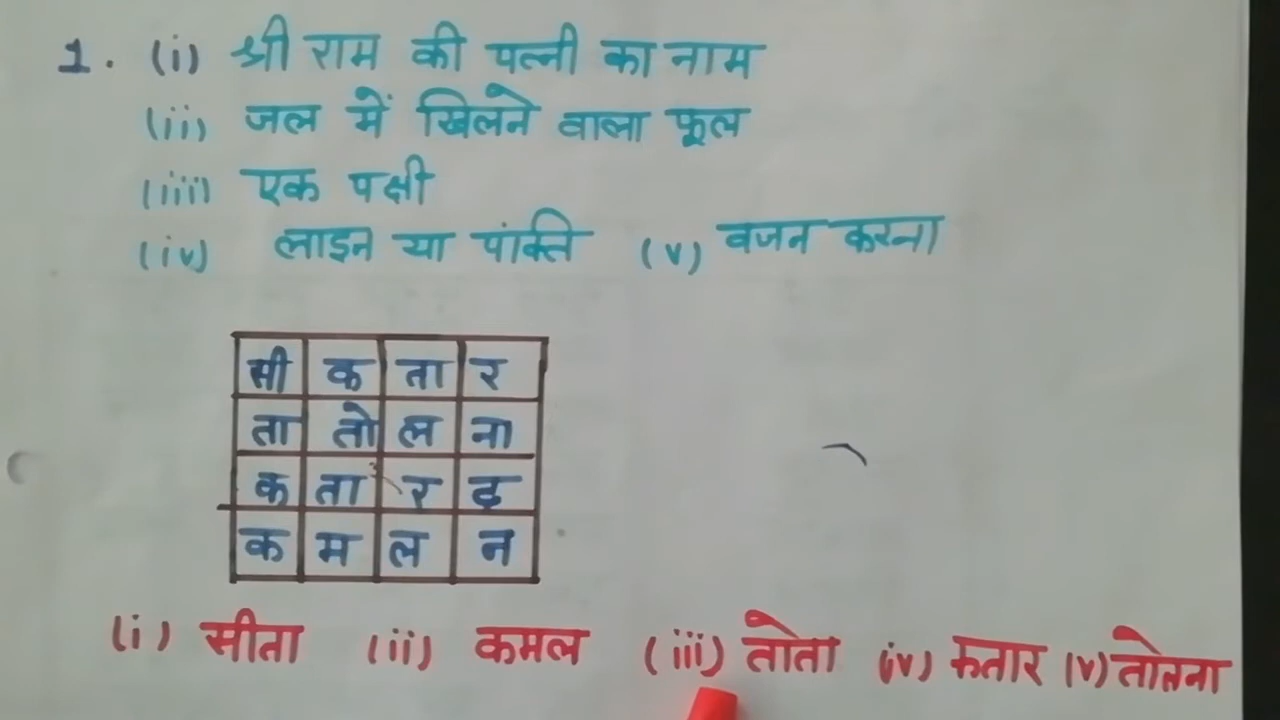 1. (i) श्री राम की पत्नी का नाम
(ii) जल में खिलने वाला फूल
(iii) एक पक्षी
(iv) लाइन या पंक्ति (v) वजन करना
सी क ता र
ता तो ल ना
क ता र ढ
क म ल न
(i) सीता (ii) कमल (iii) तोता (iv) कतार (v) तोलना